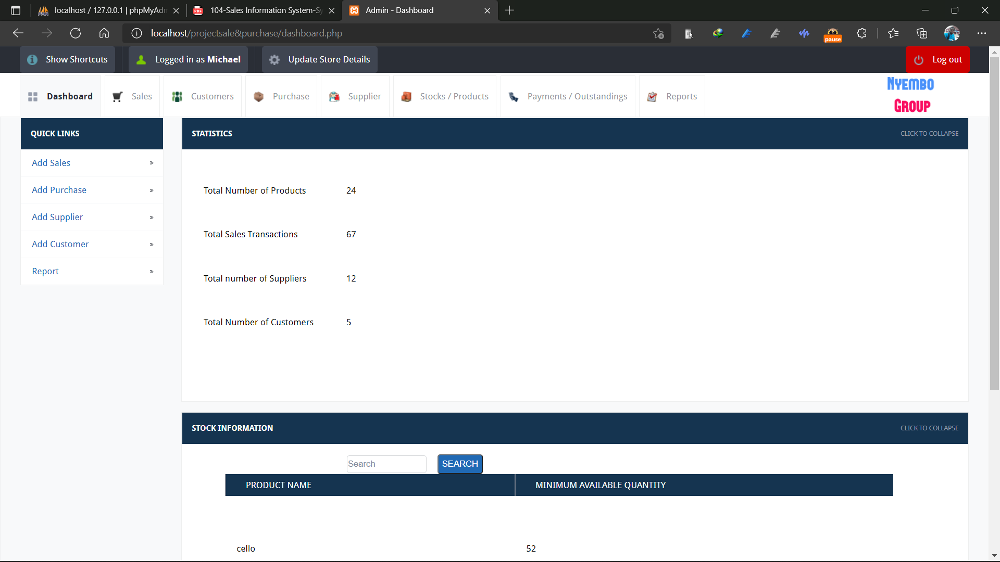 localhost / 127.0.0.1 | phpMyAdm
104-Sales Information System-Sy
Admin - Dashboard
localhost/projectsale&purchase/dashboard.php
pause
Show Shortcuts
Logged in as Michael
Update Store Details
Log out
Dashboard
Sales
Customers
Purchase
Supplier
Stocks / Products
Payments / Outstandings
Reports
Nyembo
Group
QUICK LINKS
Add Sales
Add Purchase
Add Supplier
Add Customer
Report
STATISTICS
CLICK TO COLLAPSE
Total Number of Products 24
Total Sales Transactions 67
Total number of Suppliers 12
Total Number of Customers 5
STOCK INFORMATION
CLICK TO COLLAPSE
Search
SEARCH
PRODUCT NAME
MINIMUM AVAILABLE QUANTITY
cello 52